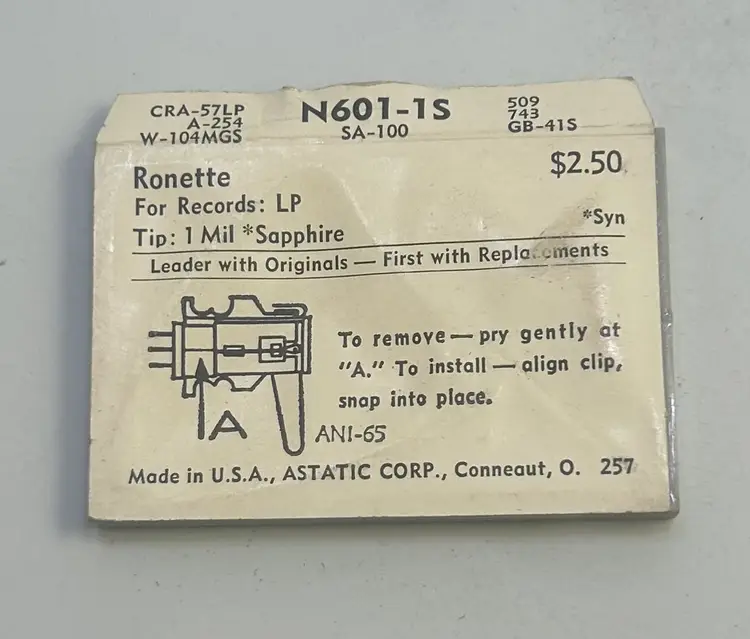 CRA-57LP
A-254
W-104MGS
N601-1S
SA-100
509
743
GB-41S
$2.50
Ronette
For Records: LP
Tip: 1 Mil *Sapphire
*Syn
Leader with Originals — First with Replacements
To remove — pry gently at
"A." To install — align clip,
snap into place.
A
ANI-65
Made in U.S.A., ASTATIC CORP., Conneaut, O. 257